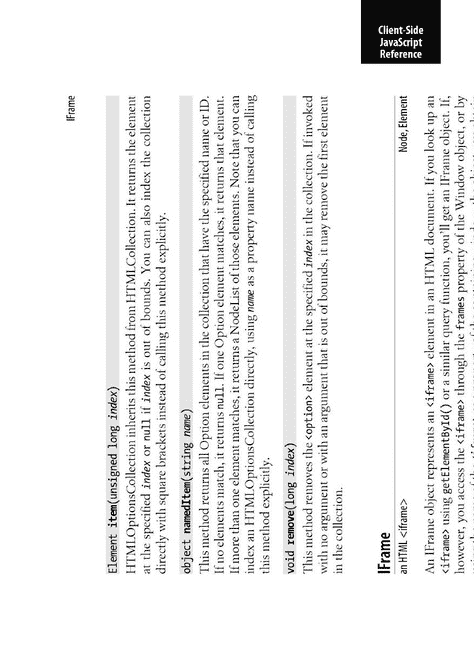 Client-Side
JavaScript
Reference
IFrame
Element item(unsigned long index)
HTMLOptionsCollection inherits this method from HTMLCollection. It returns the element
at the specified index or null if index is out of bounds. You can also index the collection
directly with square brackets instead of calling this method explicitly.
object namedItem(string name)
This method returns all Option elements in the collection that have the specified name or ID.
If no elements match, it returns null. If one Option element matches, it returns that element.
If more than one element matches, it returns a NodeList of those elements. Note that you can
index an HTMLOptionsCollection directly, using name as a property name instead of calling
this method explicitly.
void remove(long index)
This method removes the <option> element at the specified index in the collection. If invoked
with no argument or with an argument that is out of bounds, it may remove the first element
in the collection.
IFrame
an HTML <iframe> Node, Element
An IFrame object represents an <iframe> element in an HTML document. If you look up an
<iframe> using getElementById() or a similar query function, you'll get an IFrame object. If,
however, you access the <iframe> through the frames property of the Window object, or by